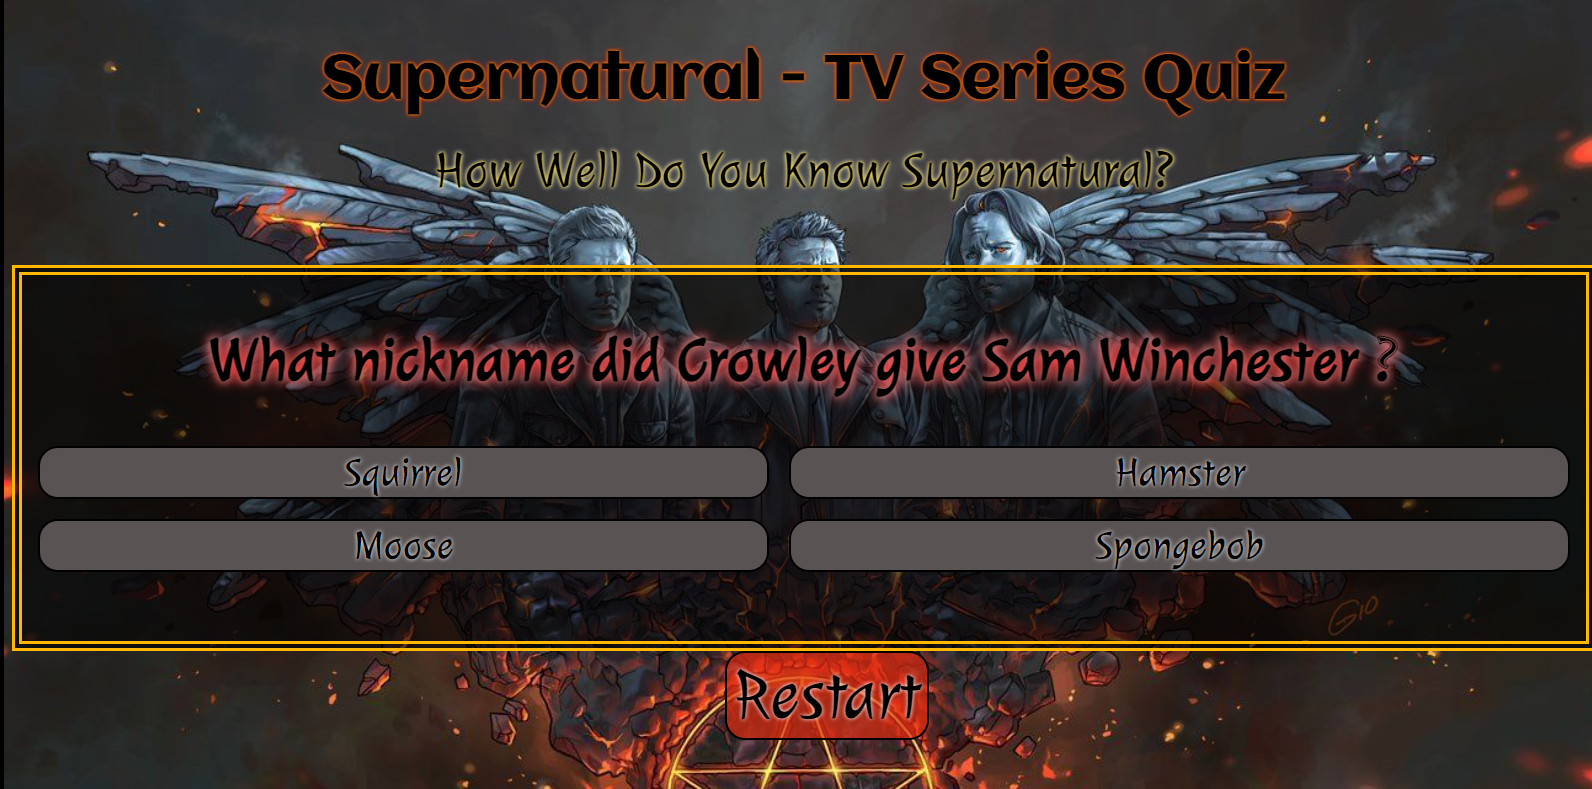 Supernatural - TV Series Quiz
How Well Do You Know Supernatural?
What nickname did Crowley give Sam Winchester ?
Squirrel
Hamster
Moose
Spongebob
GIO
Restart